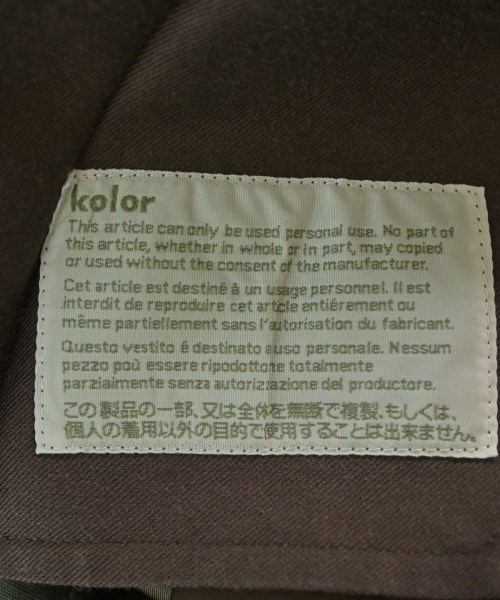 kolor
This article can only be used personal use. No part of
this article, whether in whole or in part, may copied
or used without the consent of the manufacturer.
Cet article est destiné à un usage personnel. Il est
interdit de reproduire cet article entiérement ou
même partiellement sans l'autorisation du fabricant.
Questo vestito é destinato auso personale. Nessum
pezzo poù essere ripodottone totalmente
parziaimente senza autorizzazione del productore.
この製品の一部、又は全体を無断で複製、もしくは、
個人の着用以外の目的で使用することは出来ません。